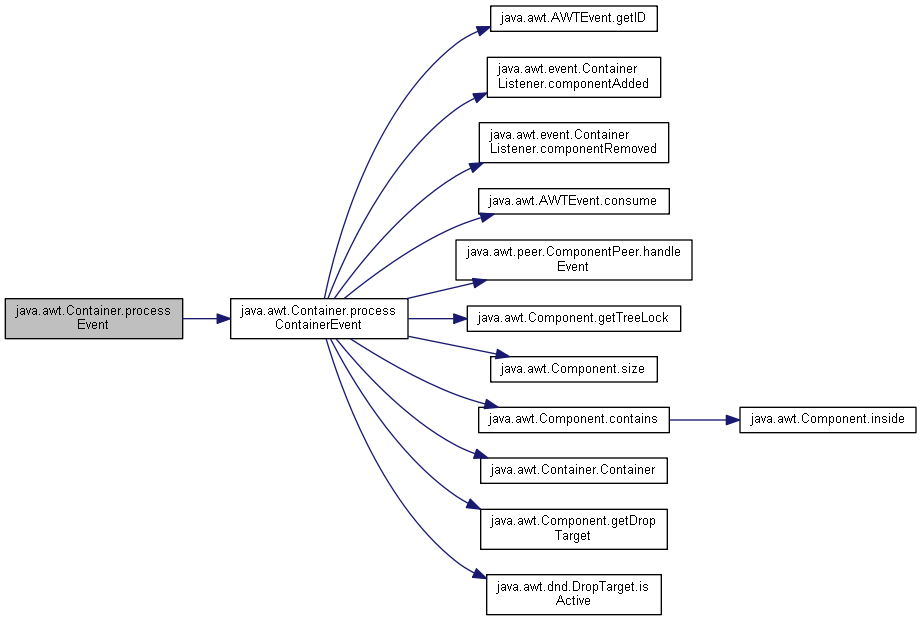 java.awt.Container.process
Event
java.awt.Container.process
ContainerEvent
java.awt.AWTEvent.getID
java.awt.event.Container
Listener.componentAdded
java.awt.event.Container
Listener.componentRemoved
java.awt.AWTEvent.consume
java.awt.peer.ComponentPeer.handle
Event
java.awt.Component.getTreeLock
java.awt.Component.size
java.awt.Component.contains
java.awt.Component.inside
java.awt.Container.Container
java.awt.Component.getDrop
Target
java.awt.dnd.DropTarget.is
Active